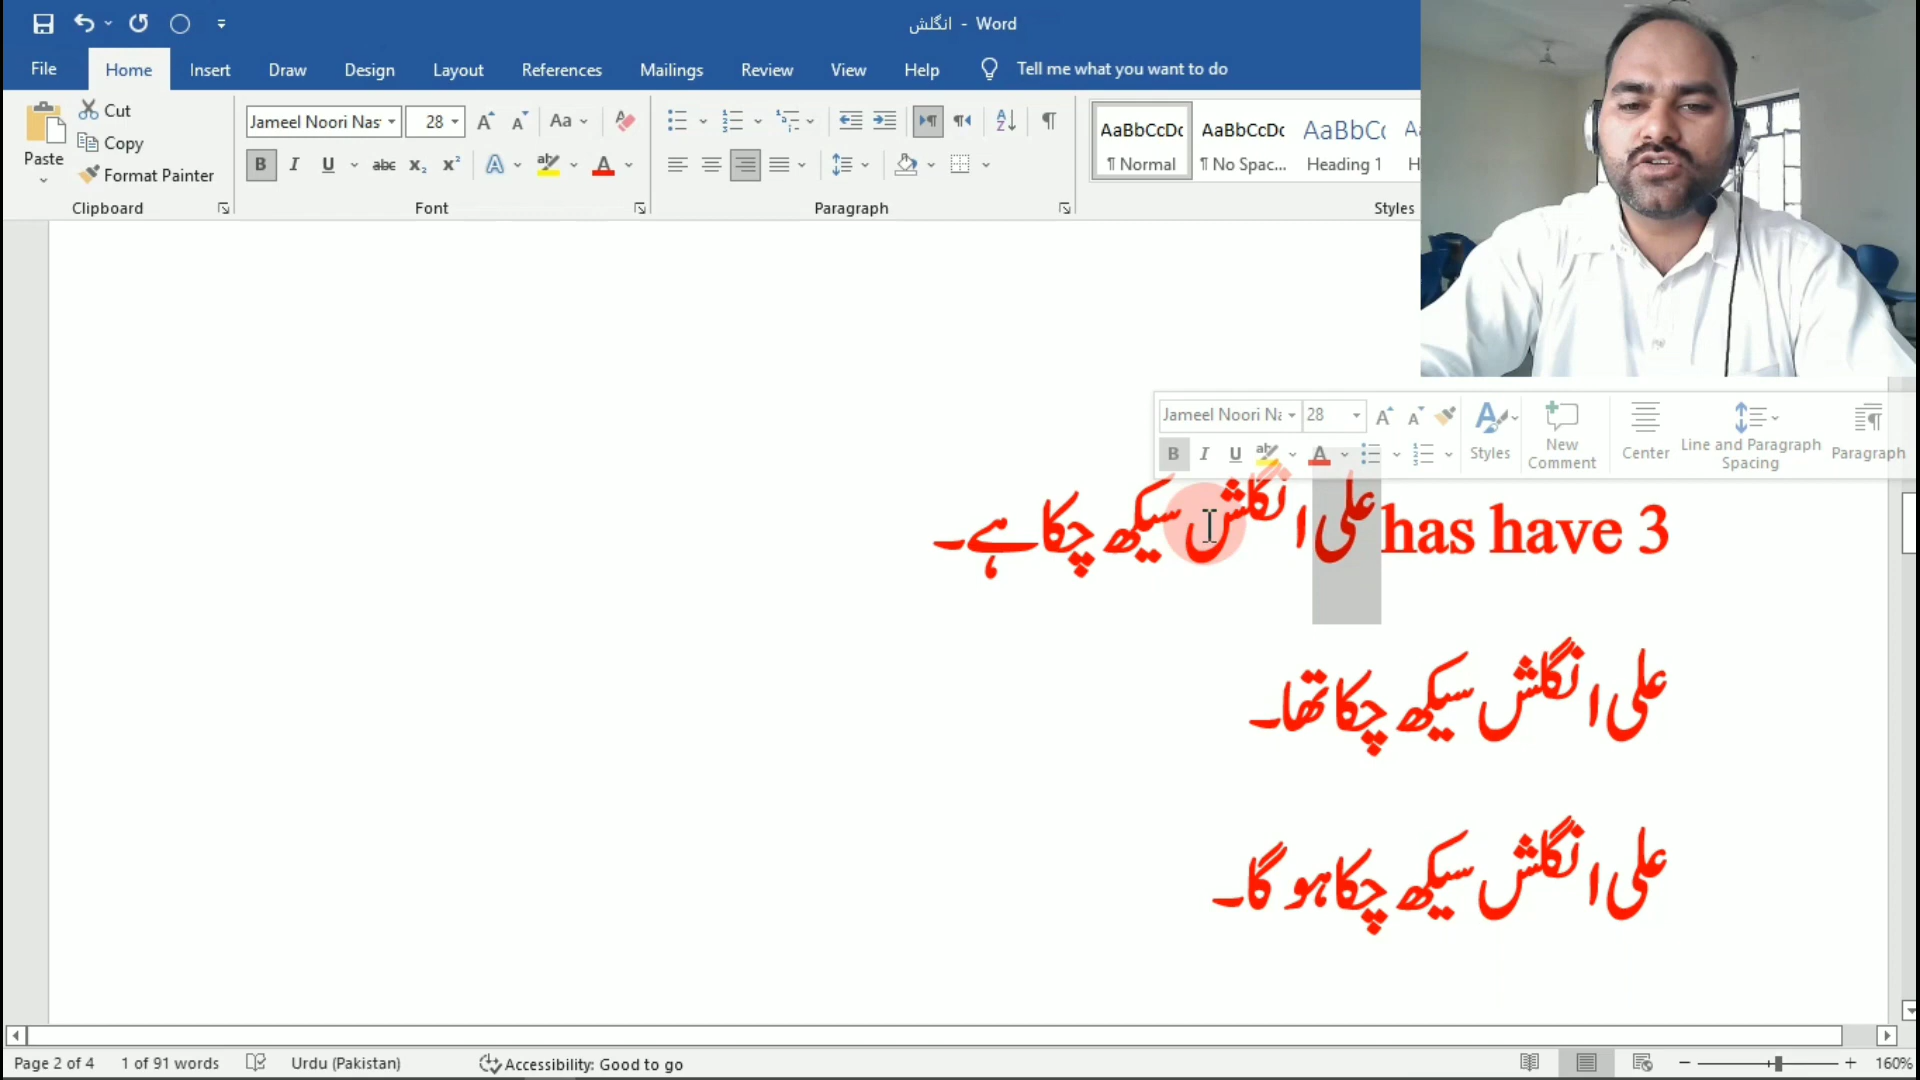 انگلش - Word
File Home Insert Draw Design Layout References Mailings Review View Help Tell me what you want to do
Paste
Cut
Copy
Format Painter
Clipboard
Jameel Noori Nas 28
Font
Paragraph
AaBbCcDc AaBbCcDc AaBbCc
¶ Normal ¶ No Spac... Heading 1
Styles
Jameel Noori Na 28
B I U
Styles
New Comment
Center
Line and Paragraph Spacing
Paragraph
3 has have علی انگلش سیکھ چکا ہے۔
علی انگلش سیکھ چکا تھا۔
علی انگلش سیکھ چکا ہو گا۔
Page 2 of 4 1 of 91 words Urdu (Pakistan) Accessibility: Good to go 160%